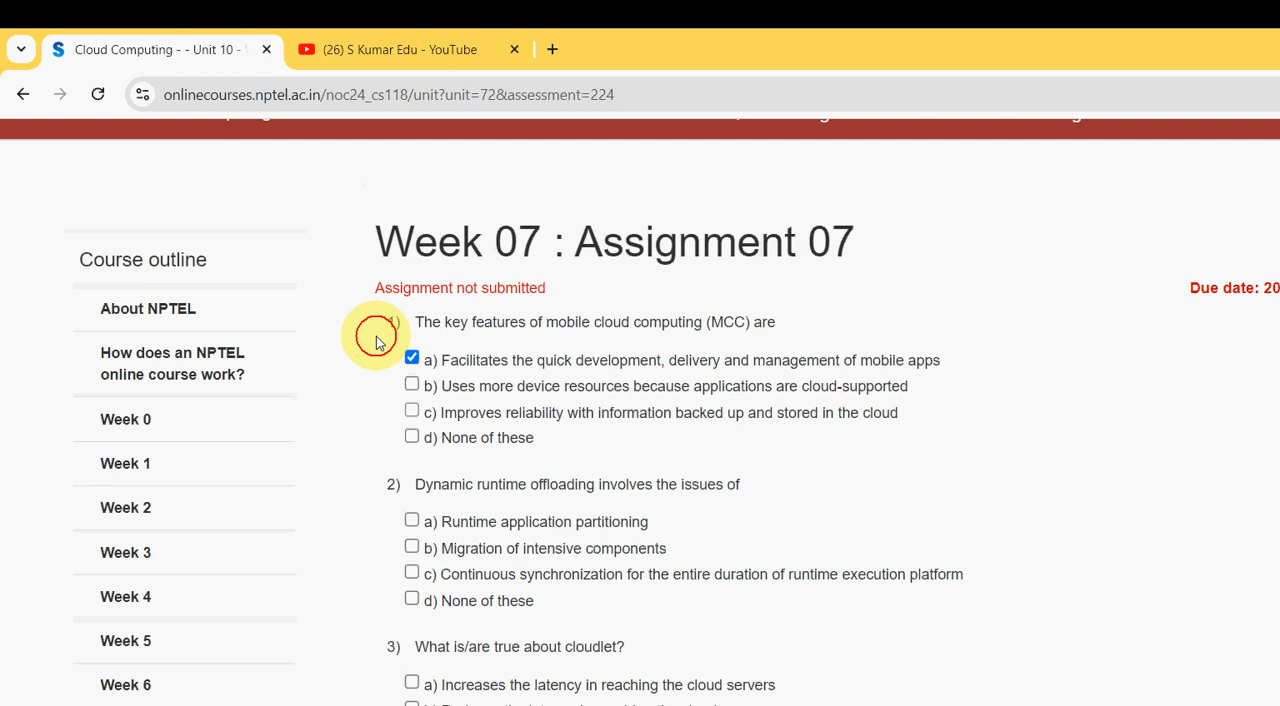 Cloud Computing - - Unit 10 -
(26) S Kumar Edu - YouTube
onlinecourses.nptel.ac.in/noc24_cs118/unit?unit=72&assessment=224
Week 07 : Assignment 07
Course outline
Assignment not submitted
Due date: 20
About NPTEL
How does an NPTEL
online course work?
Week 0
Week 1
Week 2
Week 3
Week 4
Week 5
Week 6
1) The key features of mobile cloud computing (MCC) are
a) Facilitates the quick development, delivery and management of mobile apps
b) Uses more device resources because applications are cloud-supported
c) Improves reliability with information backed up and stored in the cloud
d) None of these
2) Dynamic runtime offloading involves the issues of
a) Runtime application partitioning
b) Migration of intensive components
c) Continuous synchronization for the entire duration of runtime execution platform
d) None of these
3) What is/are true about cloudlet?
a) Increases the latency in reaching the cloud servers